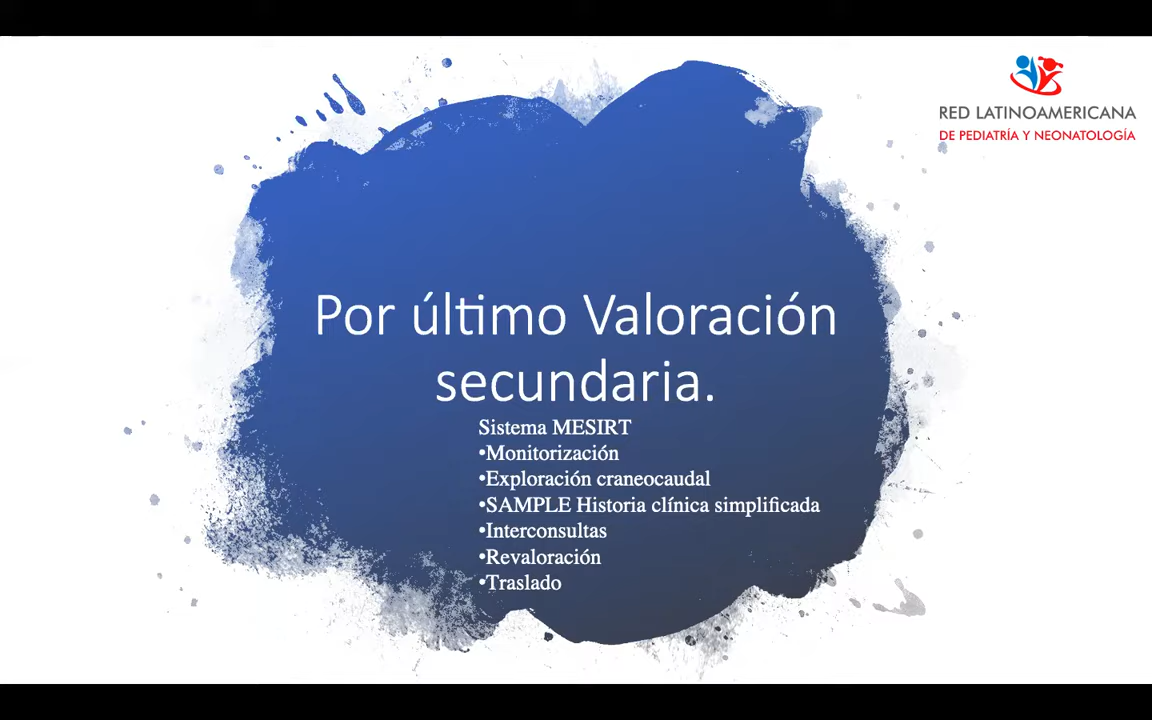 RED LATINOAMERICANA
DE PEDIATRÍA Y NEONATOLOGÍA
Por último Valoración
secundaria.
Sistema MESIRT
•Monitorización
•Exploración craneocaudal
•SAMPLE Historia clínica simplificada
•Interconsultas
•Revaloración
•Traslado